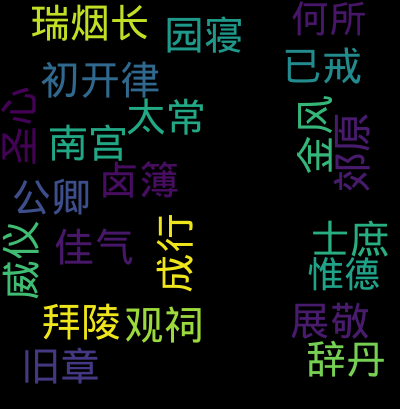 瑞烟长
园寝
何所
初开律
已戒
圣心
太常
南宫
金风
郊原
卤簿
公卿
威仪
佳气
成行
士庶
惟德
拜陵
观祠
展敬
旧章
辞丹